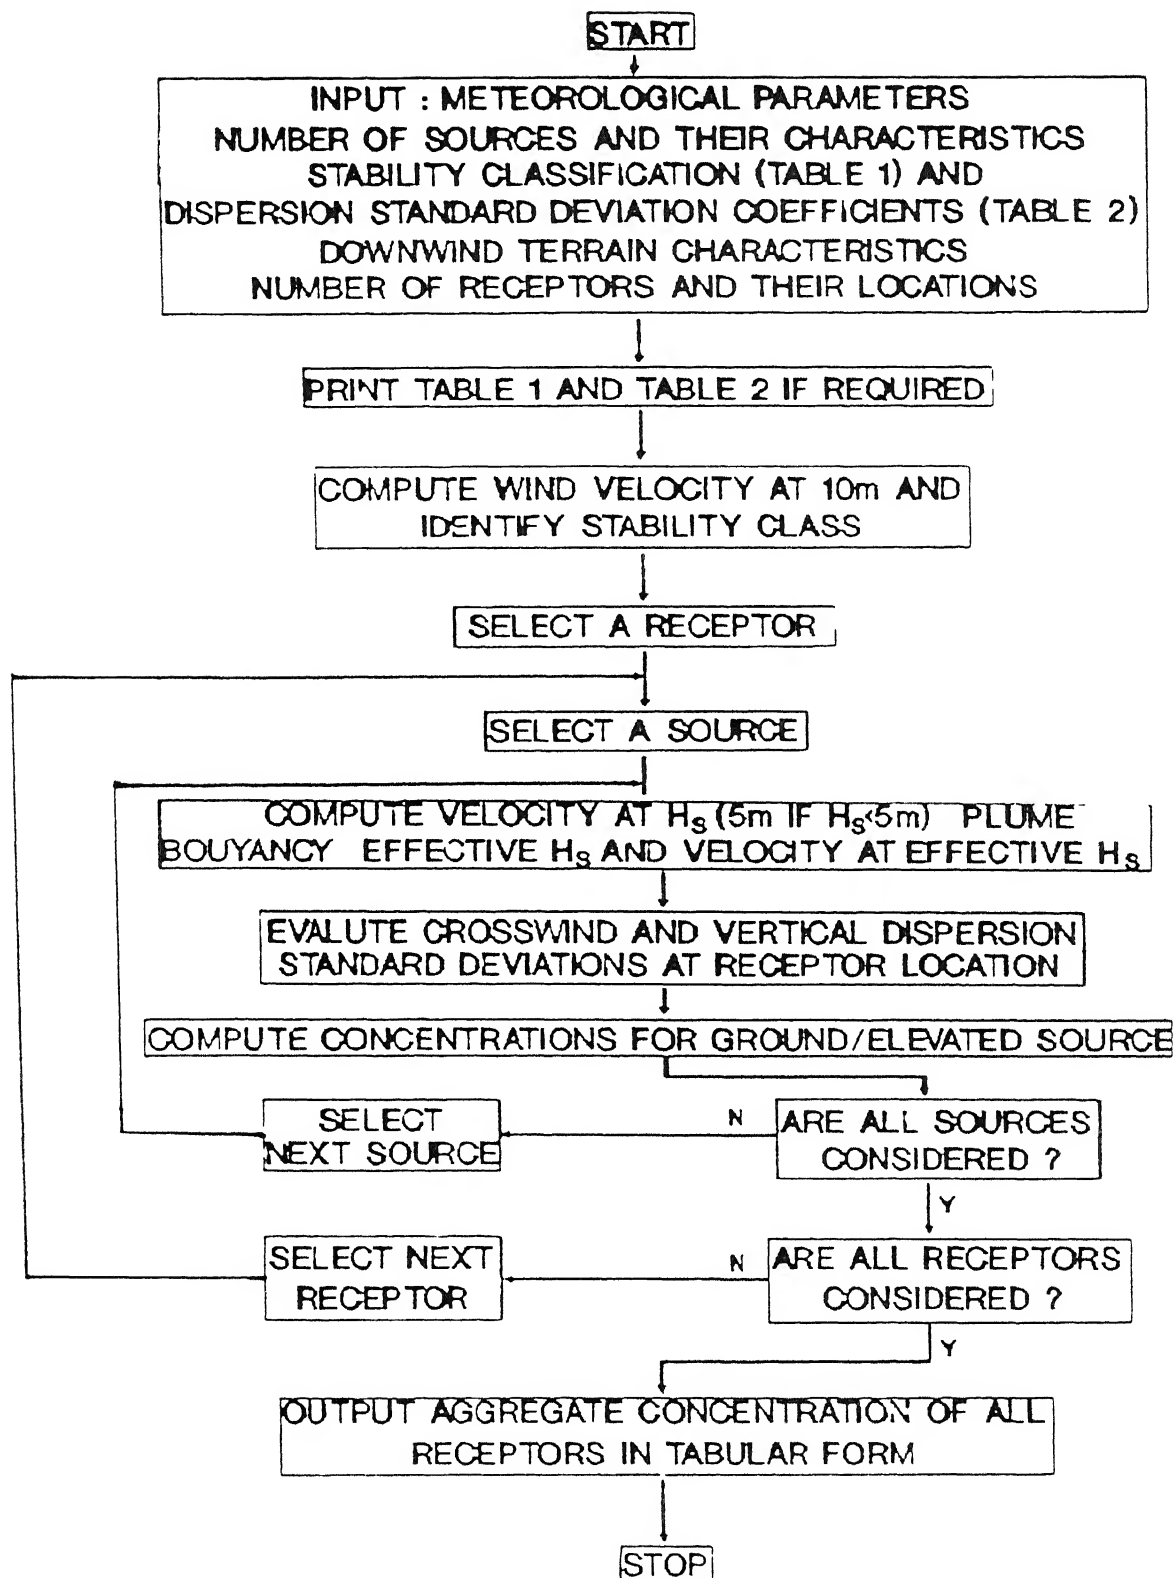 START
INPUT : METEOROLOGICAL PARAMETERS
NUMBER OF SOURCES AND THEIR CHARACTERISTICS
STABILITY CLASSIFICATION (TABLE 1) AND
DISPERSION STANDARD DEVIATION COEFFICIENTS (TABLE 2)
DOWNWIND TERRAIN CHARACTERISTICS
NUMBER OF RECEPTORS AND THEIR LOCATIONS
PRINT TABLE 1 AND TABLE 2 IF REQUIRED
COMPUTE WIND VELOCITY AT 10m AND
IDENTIFY STABILITY CLASS
SELECT A RECEPTOR
SELECT A SOURCE
COMPUTE VELOCITY AT HS (5m IF HS<5m) PLUME
BOUYANCY EFFECTIVE HS AND VELOCITY AT EFFECTIVE HS
EVALUTE CROSSWIND AND VERTICAL DISPERSION
STANDARD DEVIATIONS AT RECEPTOR LOCATION
COMPUTE CONCENTRATIONS FOR GROUND/ELEVATED SOURCE
SELECT
NEXT SOURCE
N
ARE ALL SOURCES
CONSIDERED ?
Y
SELECT NEXT
RECEPTOR
N
ARE ALL RECEPTORS
CONSIDERED ?
Y
OUTPUT AGGREGATE CONCENTRATION OF ALL
RECEPTORS IN TABULAR FORM
STOP